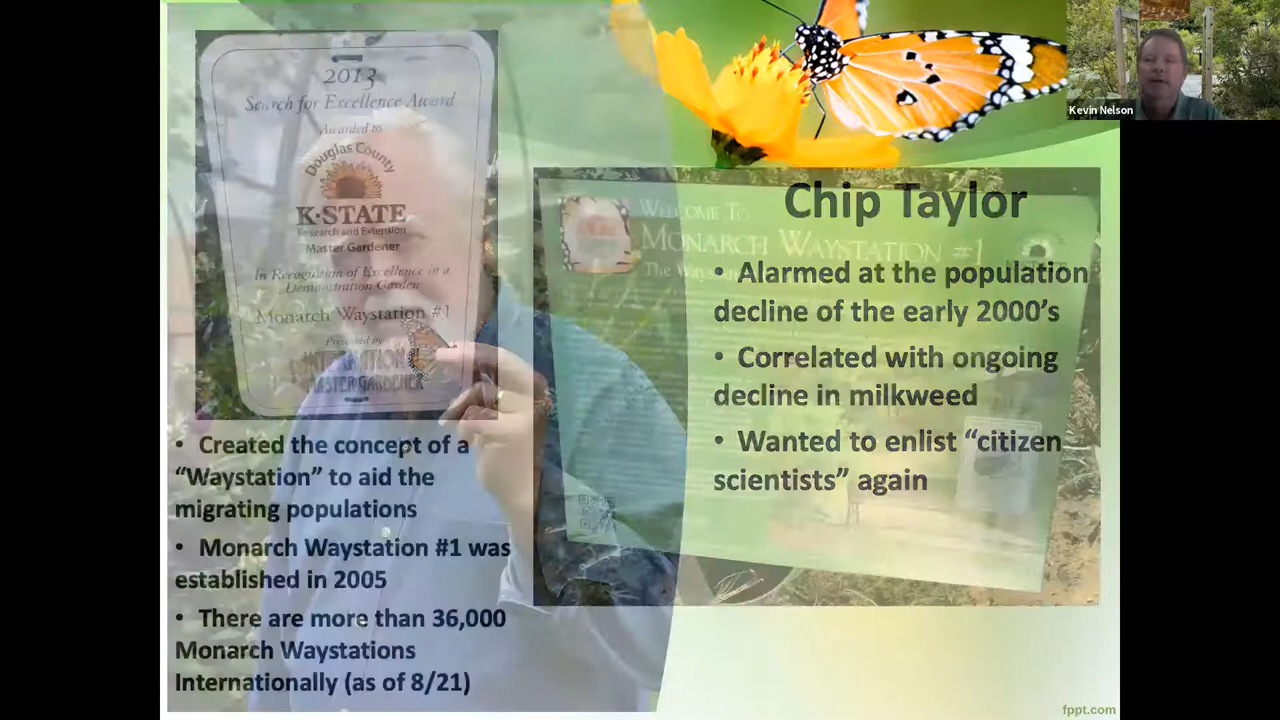 2013
Search for Excellence Award
Awarded to
Douglas County
K·STATE
Research and Extension
Master Gardener
In Recognition of Excellence in a
Demonstration Garden
Monarch Waystation #1
Presented by
MASTER GARDENER
• Created the concept of a
“Waystation” to aid the
migrating populations
• Monarch Waystation #1 was
established in 2005
• There are more than 36,000
Monarch Waystations
Internationally (as of 8/21)
WELCOME TO
MONARCH WAYSTATION #1
Chip Taylor
• Alarmed at the population
decline of the early 2000’s
• Correlated with ongoing
decline in milkweed
• Wanted to enlist “citizen
scientists” again
Kevin Nelson
fppt.com